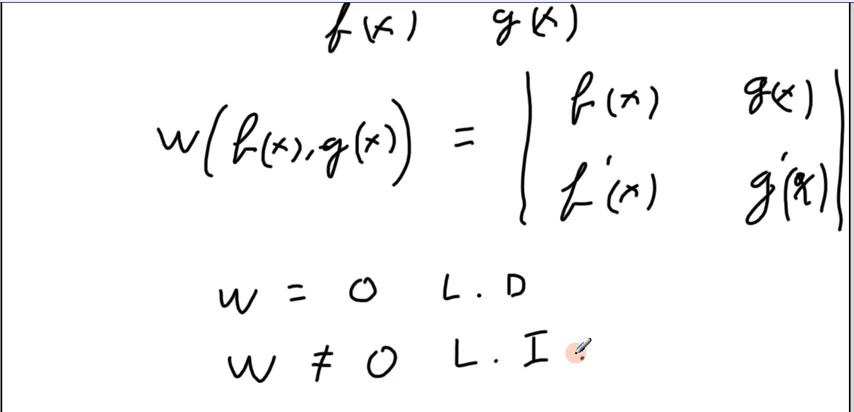 f(x) g(x)
W(f(x), g(x)) = | f(x) g(x) |
| f'(x) g'(x) |
W = 0 L. D
W ≠ 0 L. I